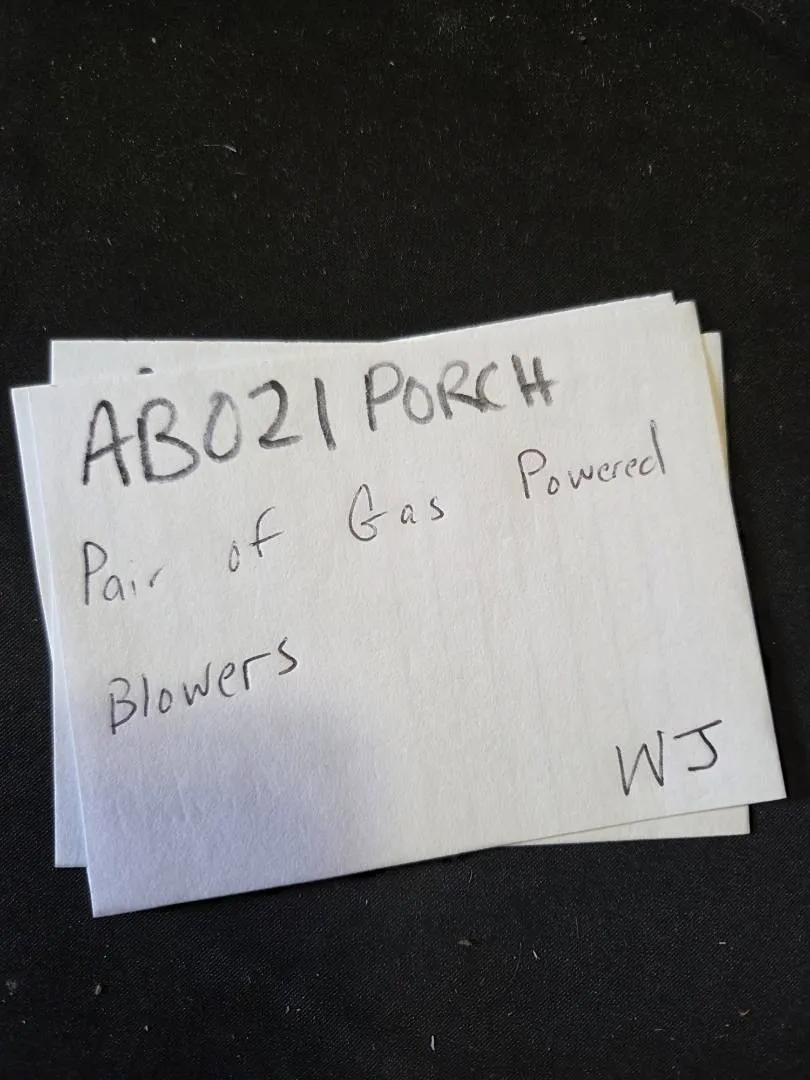 AB021 PORCH
Pair of Gas Powered
Blowers
WJ